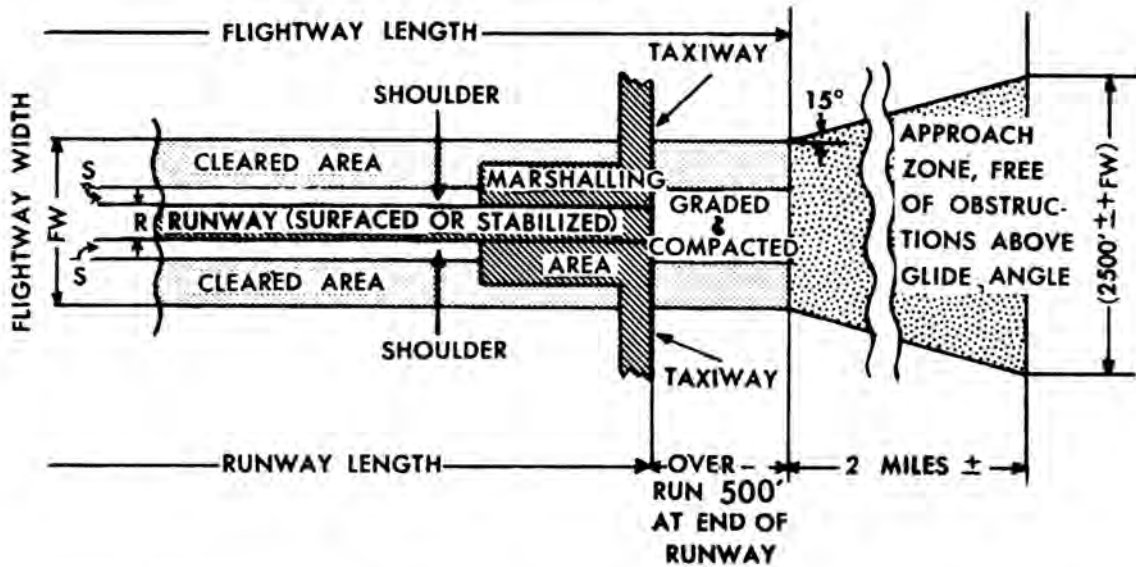 FLIGHTWAY LENGTH
TAXIWAY
SHOULDER
15°
FLIGHTWAY WIDTH
FW
S
R
S
CLEARED AREA
MARSHALLING
RUNWAY (SURFACED OR STABILIZED)
AREA
CLEARED AREA
GRADED
&
COMPACTED
APPROACH
ZONE, FREE
OF OBSTRUC-
TIONS ABOVE
GLIDE ANGLE
(2500' ± + FW)
SHOULDER
TAXIWAY
RUNWAY LENGTH
OVER-
RUN 500'
AT END OF
RUNWAY
2 MILES ±